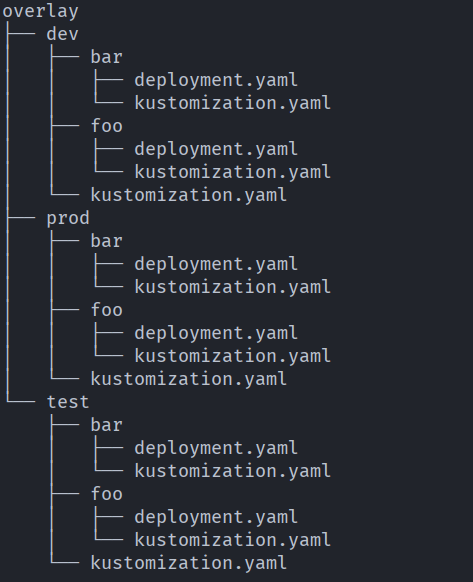 overlay
├── dev
│   ├── bar
│   │   ├── deployment.yaml
│   │   └── kustomization.yaml
│   ├── foo
│   │   ├── deployment.yaml
│   │   └── kustomization.yaml
│   └── kustomization.yaml
├── prod
│   ├── bar
│   │   ├── deployment.yaml
│   │   └── kustomization.yaml
│   ├── foo
│   │   ├── deployment.yaml
│   │   └── kustomization.yaml
│   └── kustomization.yaml
└── test
    ├── bar
    │   ├── deployment.yaml
    │   └── kustomization.yaml
    ├── foo
    │   ├── deployment.yaml
    │   └── kustomization.yaml
    └── kustomization.yaml